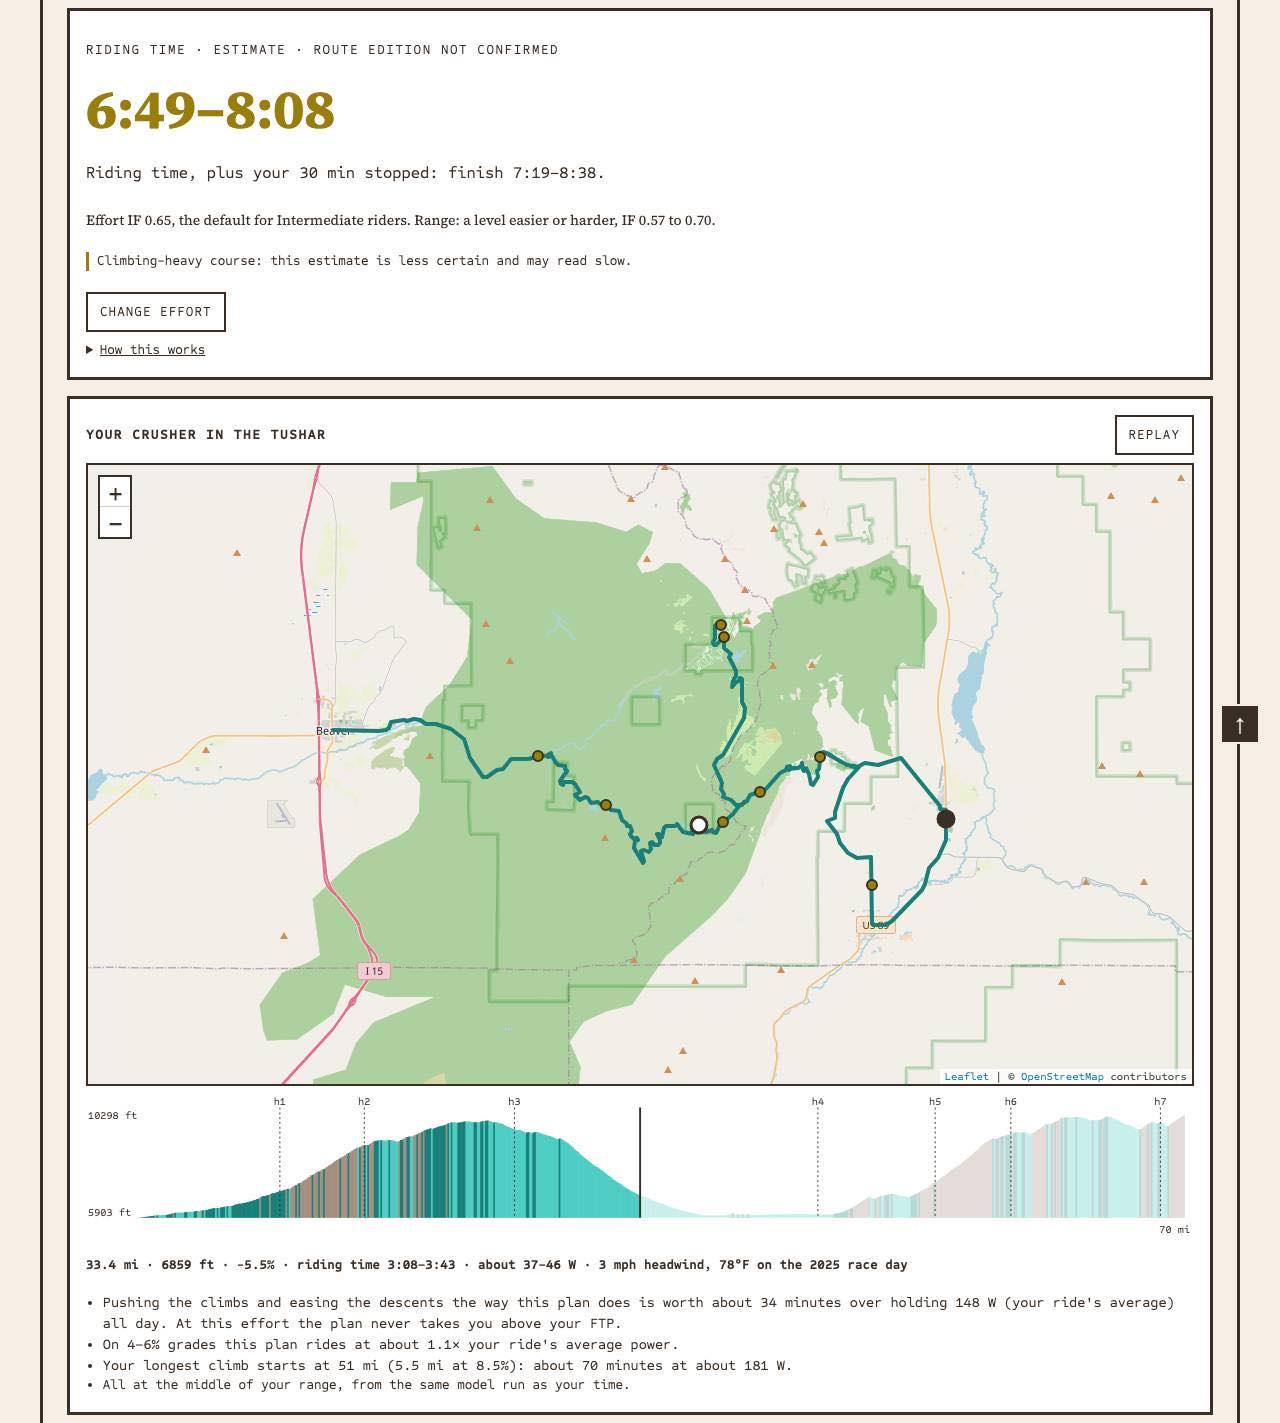 RIDING TIME · ESTIMATE · ROUTE EDITION NOT CONFIRMED
6:49–8:08
Riding time, plus your 30 min stopped: finish 7:19–8:38.
Effort IF 0.65, the default for Intermediate riders. Range: a level easier or harder, IF 0.57 to 0.70.
Climbing-heavy course: this estimate is less certain and may read slow.
CHANGE EFFORT
▶ How this works
YOUR CRUSHER IN THE TUSHAR
REPLAY
+
−
↑
Beaver
US 89
I 15
Leaflet | © OpenStreetMap contributors
h1 h2 h3 h4 h5 h6 h7
10298 ft
5903 ft
70 mi
33.4 mi · 6859 ft · -5.5% · riding time 3:08–3:43 · about 37–46 W · 3 mph headwind, 78°F on the 2025 race day
• Pushing the climbs and easing the descents the way this plan does is worth about 34 minutes over holding 148 W (your ride's average)
all day. At this effort the plan never takes you above your FTP.
• On 4–6% grades this plan rides at about 1.1× your ride's average power.
• Your longest climb starts at 51 mi (5.5 mi at 8.5%): about 70 minutes at about 181 W.
• All at the middle of your range, from the same model run as your time.